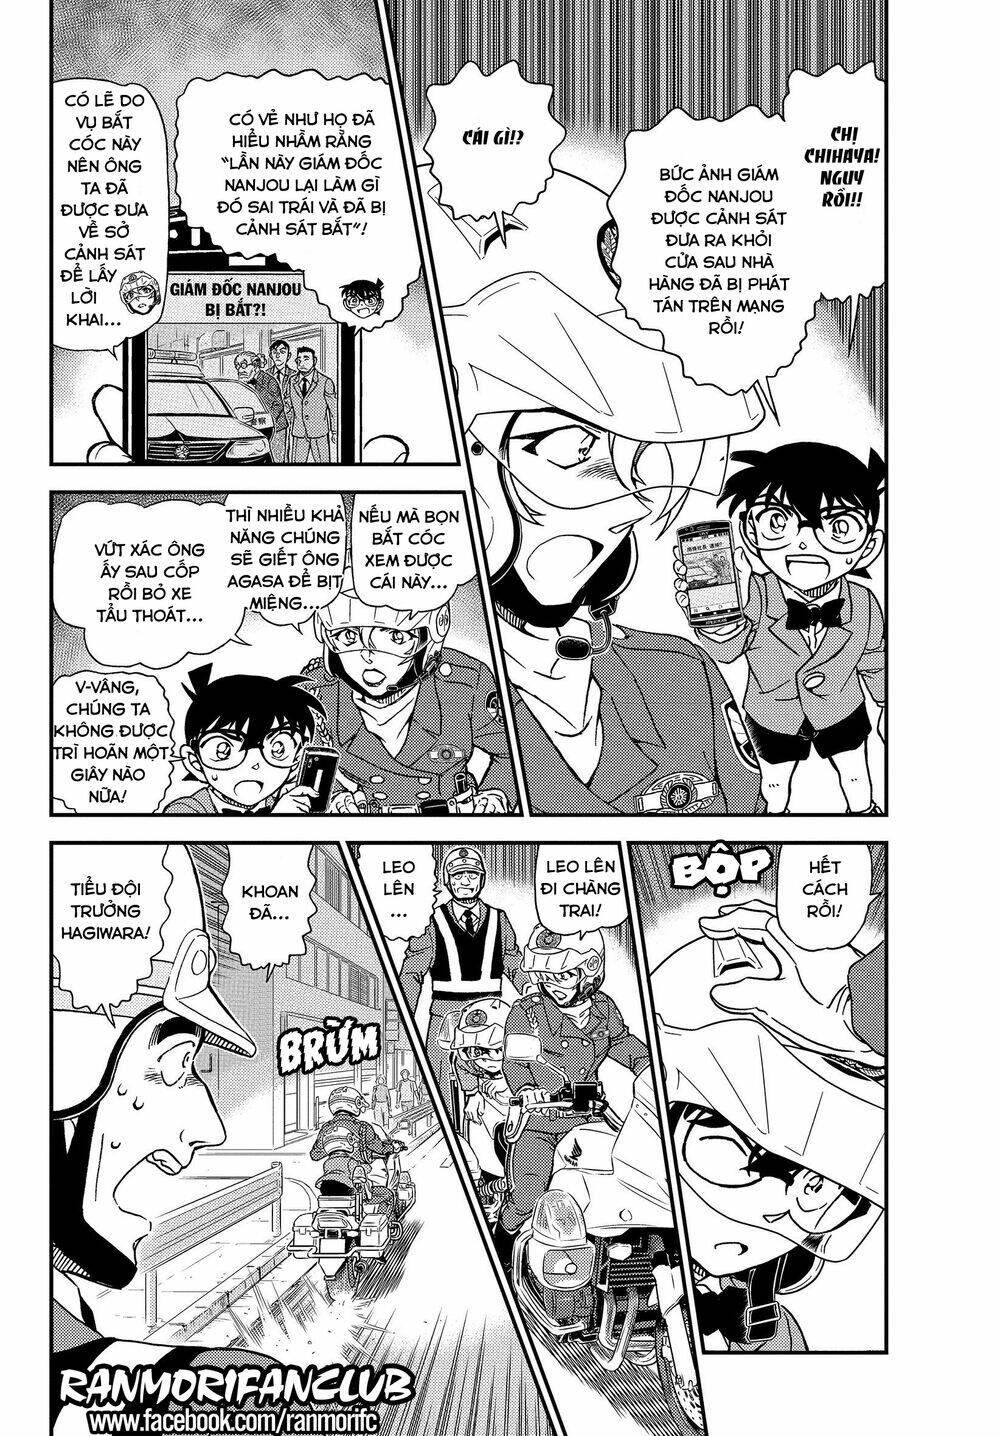 CHỊ
CHIHAYA!
NGUY
RỒI!!
BỨC ẢNH GIÁM
ĐỐC NANJOU
ĐƯỢC CẢNH SÁT
ĐƯA RA KHỎI
CỬA SAU NHÀ
HÀNG ĐÃ BỊ PHÁT
TÁN TRÊN MẠNG
RỒI!
CÁI GÌ!?
CÓ VẺ NHƯ HỌ ĐÃ
HIỂU NHẦM RẰNG
“LẦN NÀY GIÁM ĐỐC
NANJOU LẠI LÀM GÌ
ĐÓ SAI TRÁI VÀ ĐÃ BỊ
CẢNH SÁT BẮT”!
CÓ LẼ DO
VỤ BẮT
CÓC NÀY
NÊN ÔNG
TA ĐÃ
ĐƯỢC ĐƯA
VỀ SỞ
CẢNH SÁT
ĐỂ LẤY
LỜI
KHAI...
GIÁM ĐỐC NANJOU
BỊ BẮT?!
NẾU MÀ BỌN
BẮT CÓC
XEM ĐƯỢC
CÁI NÀY...
THÌ NHIỀU KHẢ
NĂNG CHÚNG
SẼ GIẾT ÔNG
AGASA ĐỂ BỊT
MIỆNG...
VỨT XÁC ÔNG
ẤY SAU CỐP
RỒI BỎ XE
TẨU THOÁT...
V-VÂNG,
CHÚNG TA
KHÔNG ĐƯỢC
TRÌ HOÃN MỘT
GIÂY NÀO
NỮA!
HẾT
CÁCH
RỒI!
BỘP
LEO LÊN
ĐI CHÀNG
TRAI!
LEO
LÊN
...
KHOAN
ĐÃ...
BRỪM
TIỂU ĐỘI
TRƯỞNG
HAGIWARA!
RANMORIFANCLUB
www.facebook.com/ranmorifc